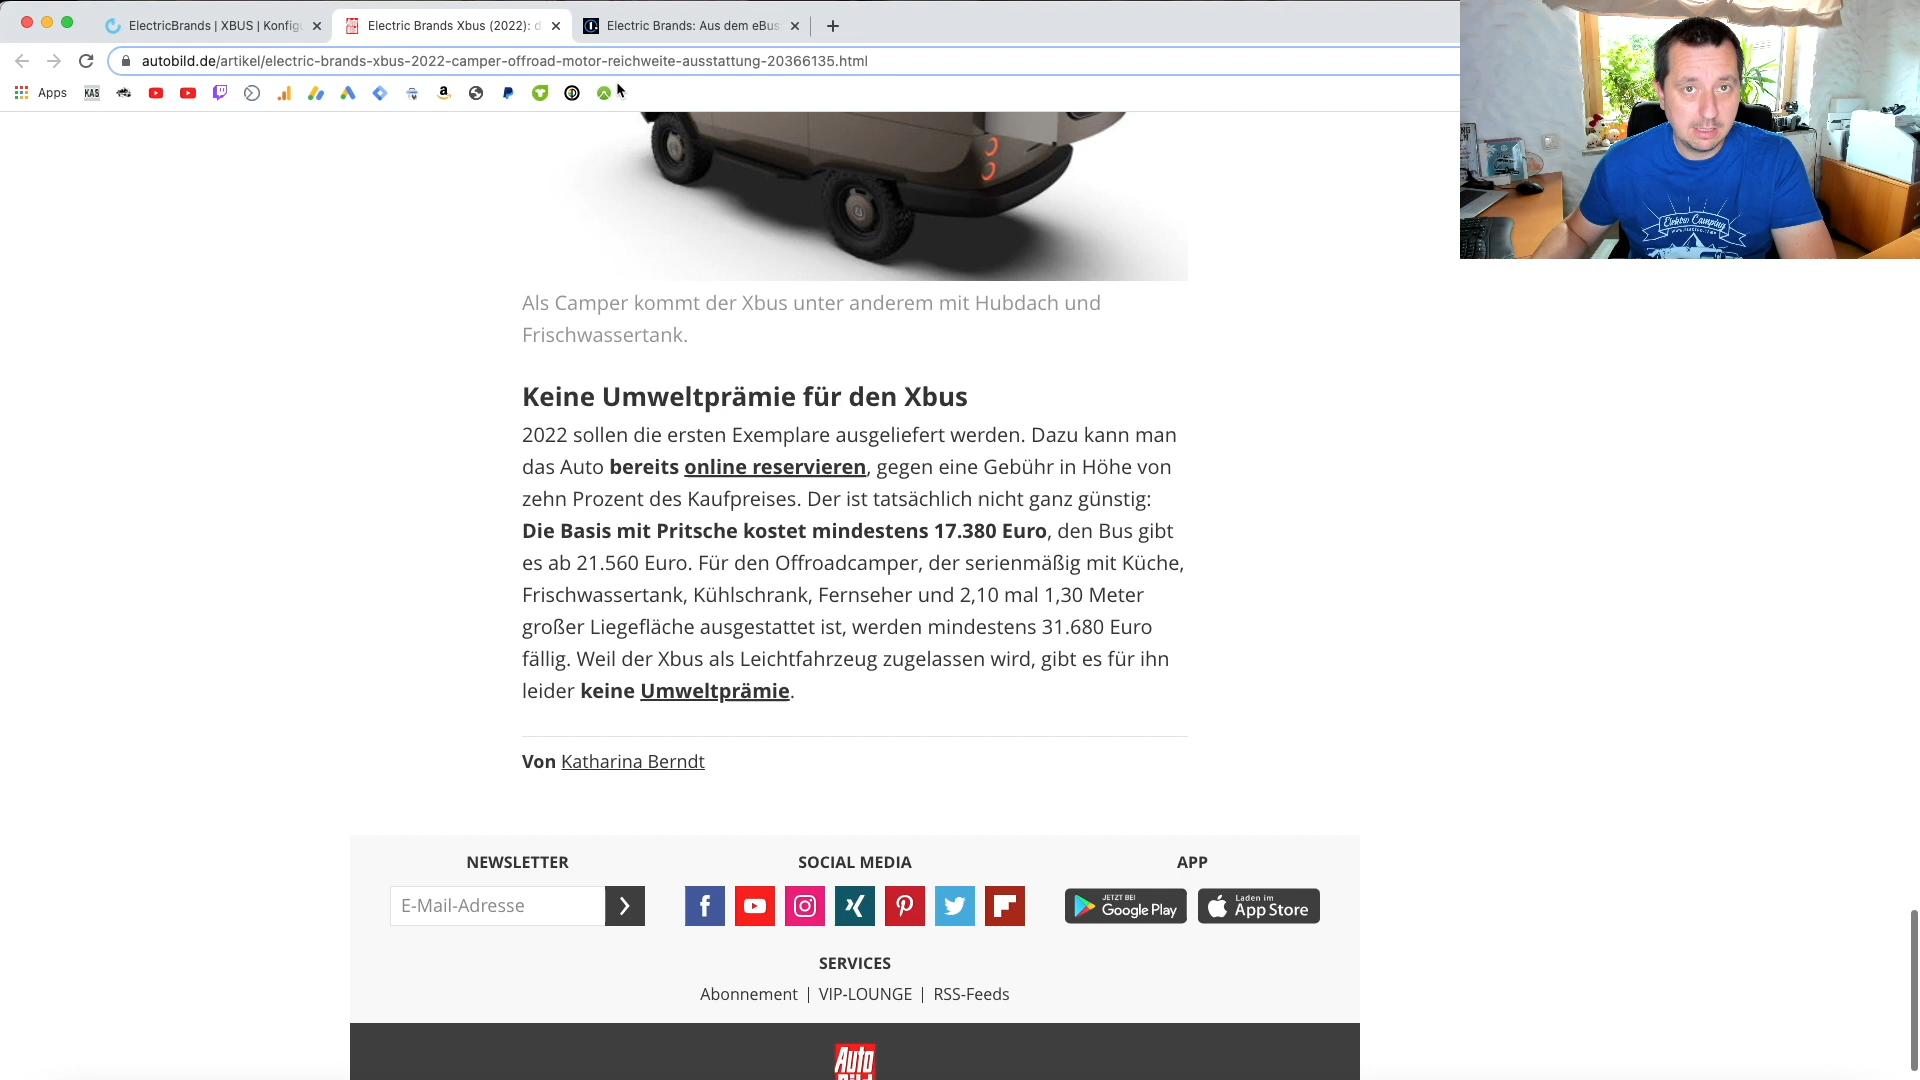 ElectricBrands | XBUS | Konfigu
Electric Brands Xbus (2022): d
Electric Brands: Aus dem eBus
autobild.de/artikel/electric-brands-xbus-2022-camper-offroad-motor-reichweite-ausstattung-20366135.html
Apps
KAS
Elektro Camping
Als Camper kommt der Xbus unter anderem mit Hubdach und
Frischwassertank.
Keine Umweltprämie für den Xbus
2022 sollen die ersten Exemplare ausgeliefert werden. Dazu kann man
das Auto bereits online reservieren, gegen eine Gebühr in Höhe von
zehn Prozent des Kaufpreises. Der ist tatsächlich nicht ganz günstig:
Die Basis mit Pritsche kostet mindestens 17.380 Euro, den Bus gibt
es ab 21.560 Euro. Für den Offroadcamper, der serienmäßig mit Küche,
Frischwassertank, Kühlschrank, Fernseher und 2,10 mal 1,30 Meter
großer Liegefläche ausgestattet ist, werden mindestens 31.680 Euro
fällig. Weil der Xbus als Leichtfahrzeug zugelassen wird, gibt es für ihn
leider keine Umweltprämie.
Von Katharina Berndt
NEWSLETTER
SOCIAL MEDIA
APP
E-Mail-Adresse
JETZT BEI
Google Play
Laden im
App Store
SERVICES
Abonnement | VIP-LOUNGE | RSS-Feeds
Auto
Bild